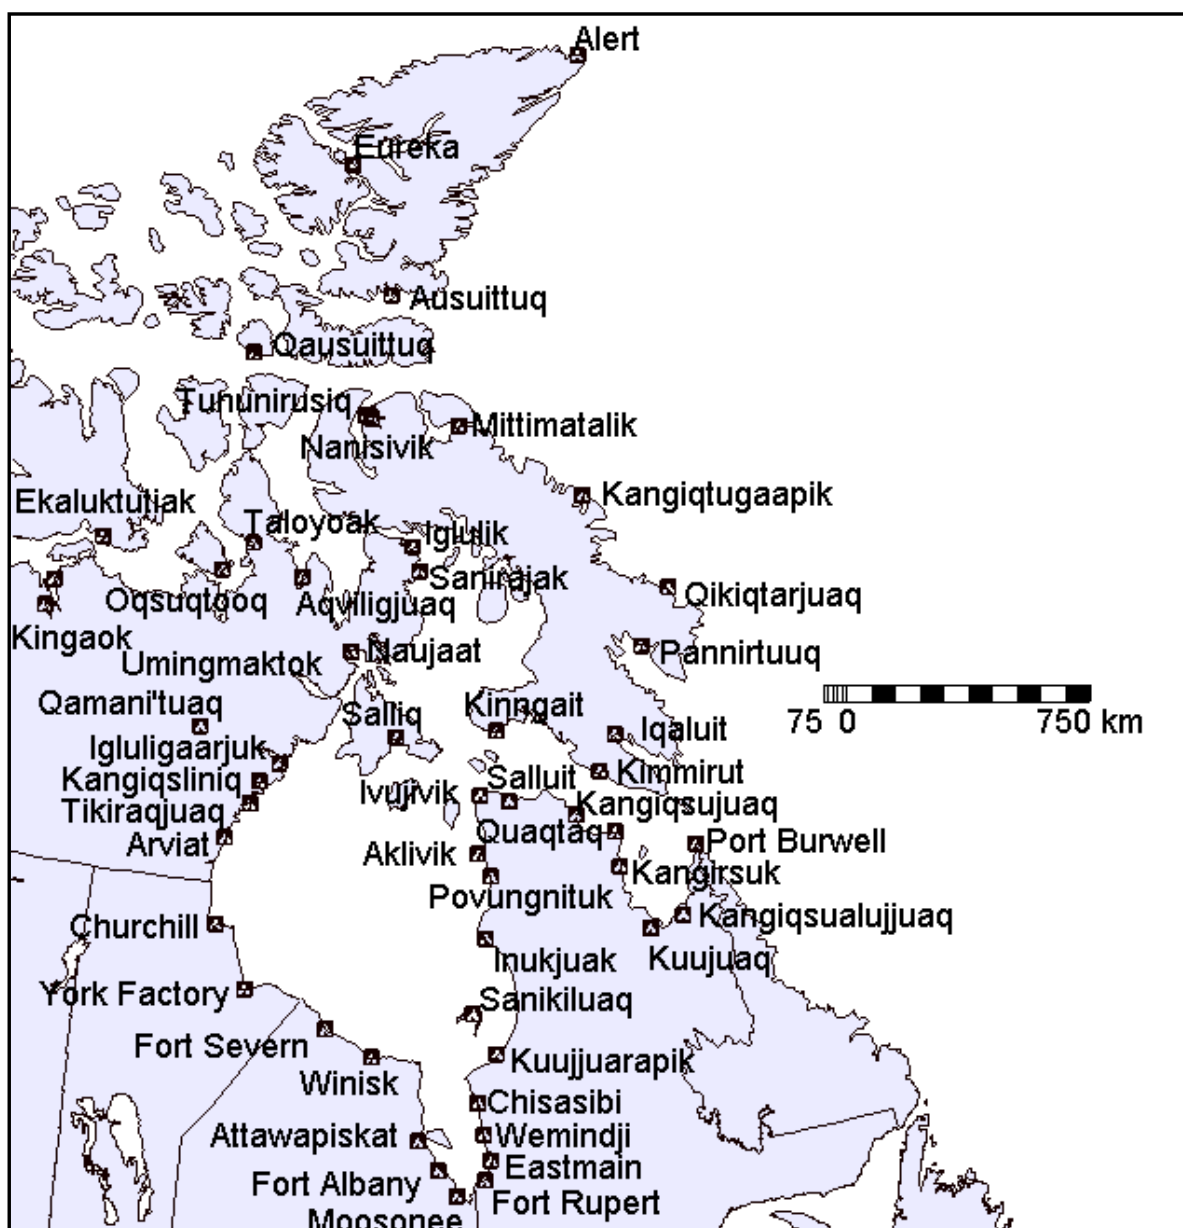 Alert
Eureka
Ausuittuq
Qausuittuq
Tununirusiq
Nanisivik
Mittimatalik
Ekaluktutiak
Kangiqtugaapik
Taloyoak
Iglulik
Sanirajak
Oqsuqtooq
Aqviligjuaq
Qikiqtarjuaq
Kingaok
Umingmaktok
Naujaat
Pannirtuuq
Qamani'tuaq
Salliq
Kinngait
Iqaluit
75 0 750 km
Igluligaarjuk
Kangiqsliniq
Ivujivik
Salluit
Kimmirut
Tikiraqjuaq
Kangiqsujuaq
Arviat
Quaqtaq
Port Burwell
Aklivik
Kangirsuk
Povungnituk
Churchill
Kangiqsualujjuaq
Inukjuak
Kuujuaq
York Factory
Sanikiluaq
Fort Severn
Winisk
Kuujjuarapik
Chisasibi
Attawapiskat
Wemindji
Eastmain
Fort Albany
Fort Rupert
Moosonee